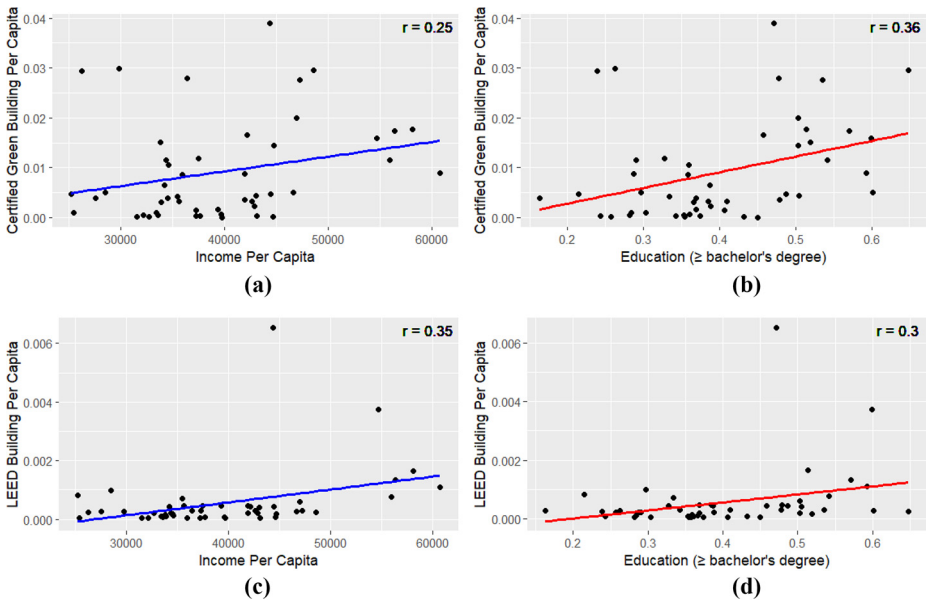 r = 0.25
Certified Green Building Per Capita
0.04
0.03
0.02
0.01
0.00
30000 40000 50000 60000
Income Per Capita
(a)
r = 0.36
Certified Green Building Per Capita
0.04
0.03
0.02
0.01
0.00
0.2 0.3 0.4 0.5 0.6
Education (≥ bachelor's degree)
(b)
r = 0.35
LEED Building Per Capita
0.006
0.004
0.002
0.000
30000 40000 50000 60000
Income Per Capita
(c)
r = 0.3
LEED Building Per Capita
0.006
0.004
0.002
0.000
0.2 0.3 0.4 0.5 0.6
Education (≥ bachelor's degree)
(d)